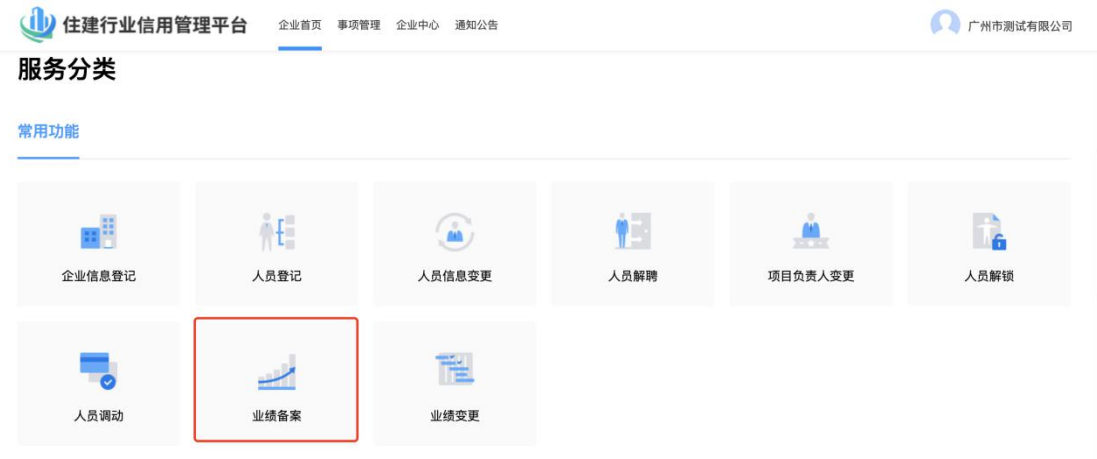 住建行业信用管理平台 企业首页 事项管理 企业中心 通知公告 广州市测试有限公司
服务分类
常用功能
企业信息登记 人员登记 人员信息变更 人员解聘 项目负责人变更 人员解锁
人员调动 业绩备案 业绩变更